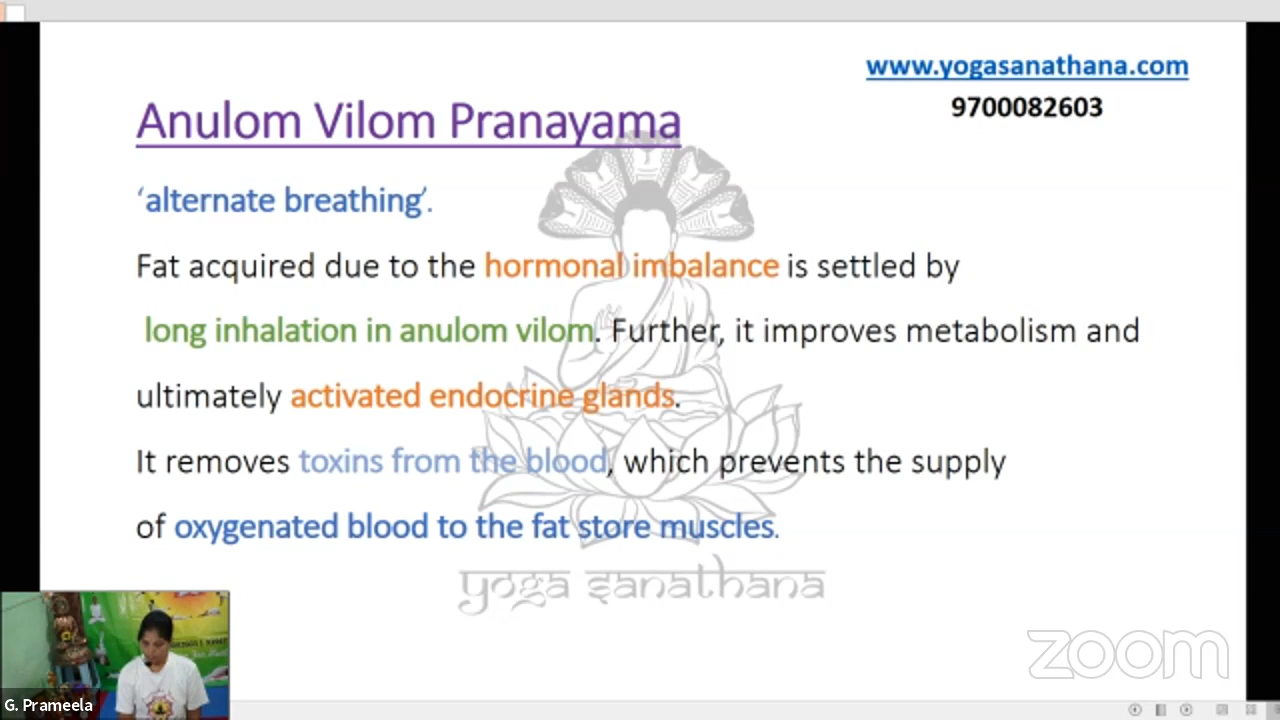 www.yogasanathana.com
9700082603
Anulom Vilom Pranayama
‘alternate breathing’.
Fat acquired due to the hormonal imbalance is settled by
long inhalation in anulom vilom. Further, it improves metabolism and
ultimately activated endocrine glands.
It removes toxins from the blood, which prevents the supply
of oxygenated blood to the fat store muscles.
yoga sanathana
zoom
G. Prameela